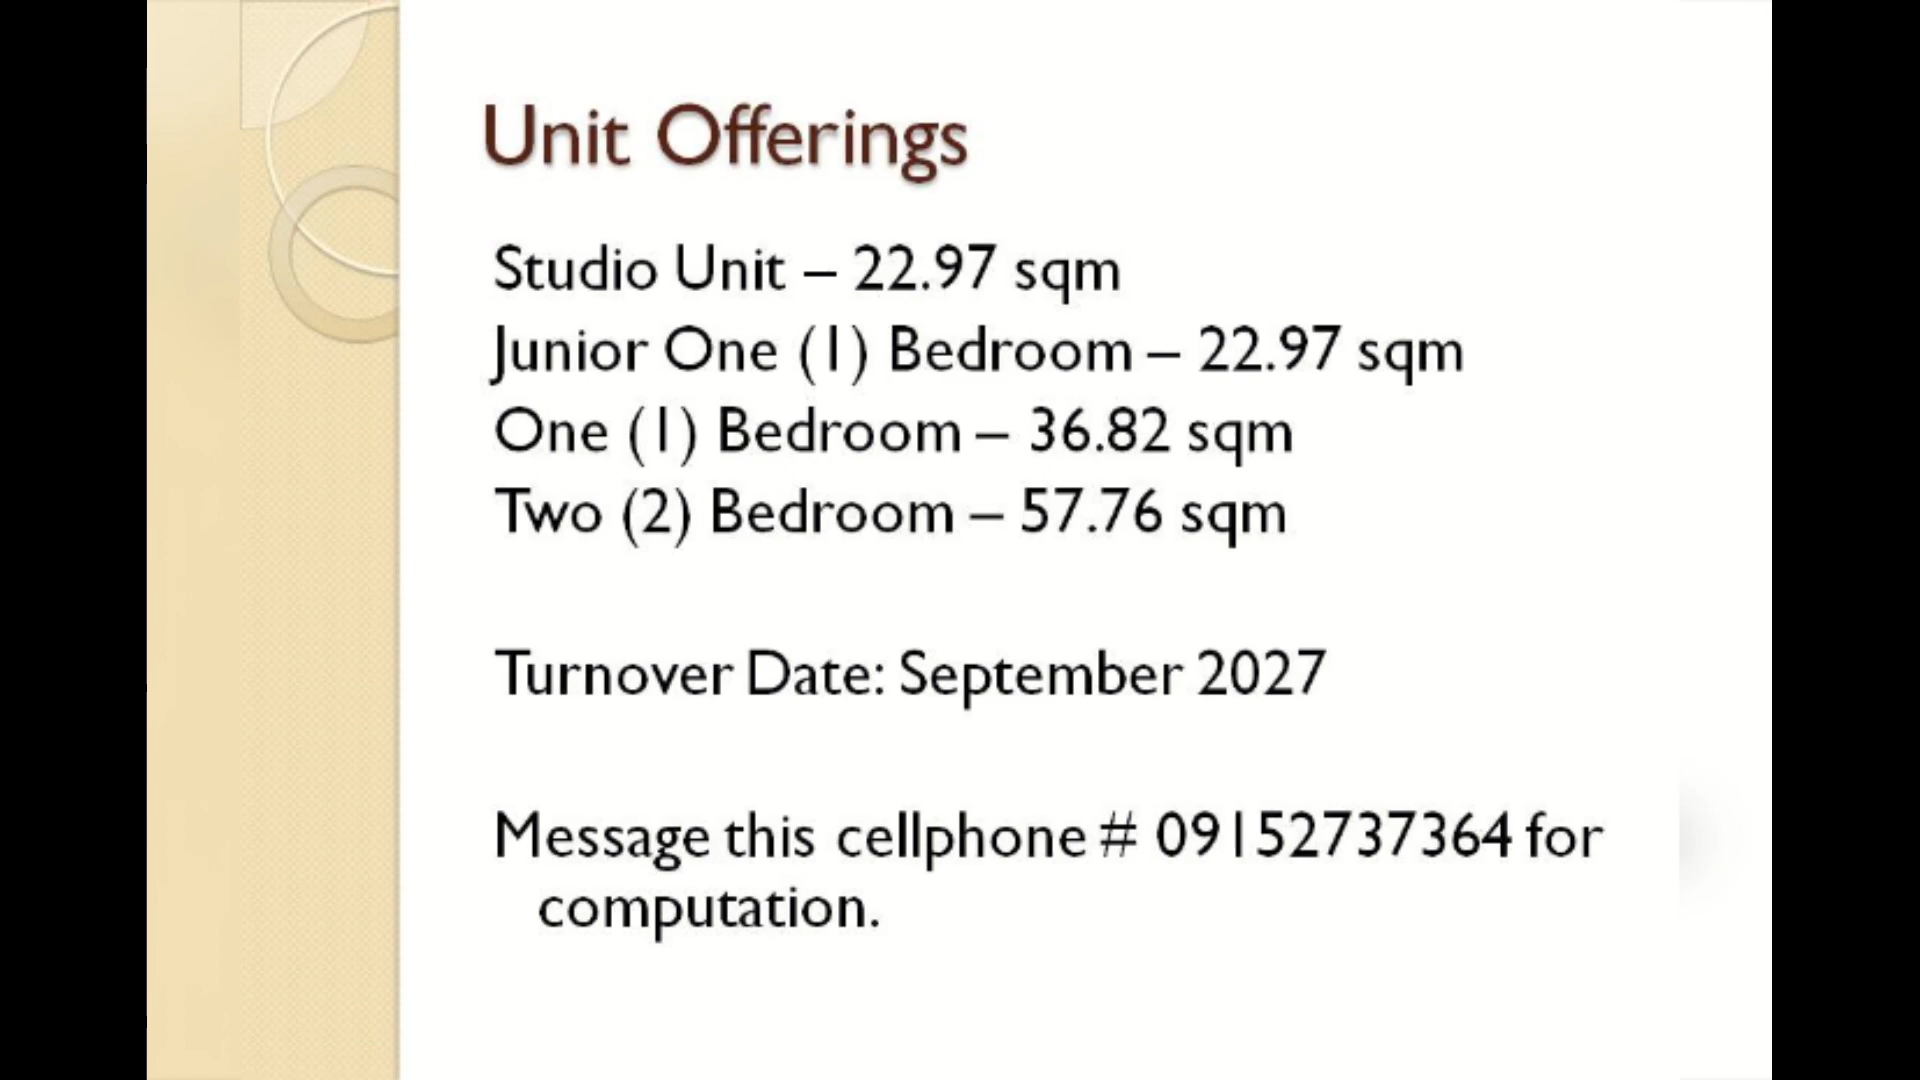 Unit Offerings
Studio Unit – 22.97 sqm
Junior One (1) Bedroom – 22.97 sqm
One (1) Bedroom – 36.82 sqm
Two (2) Bedroom – 57.76 sqm
Turnover Date: September 2027
Message this cellphone # 09152737364 for
computation.